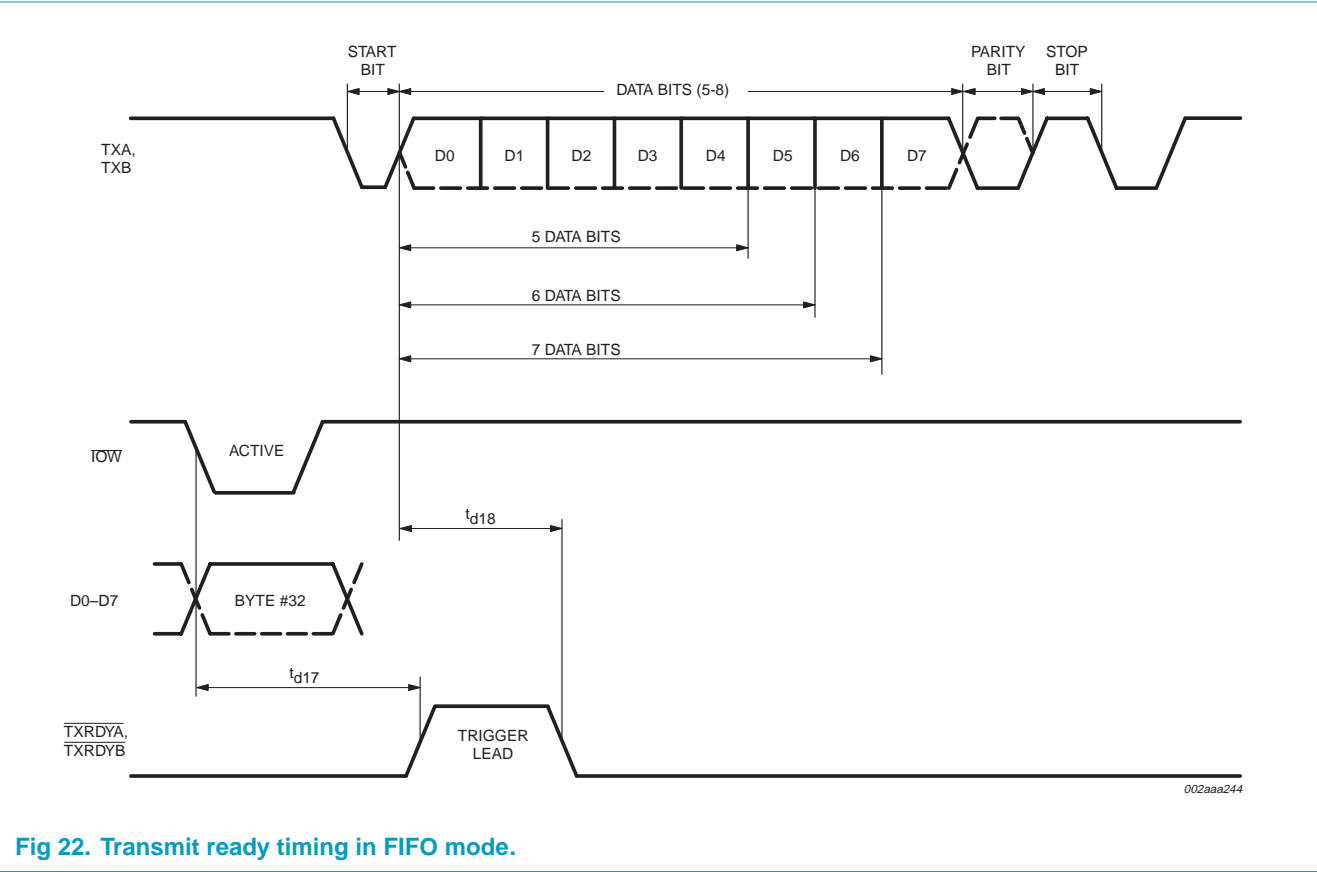 START
BIT
DATA BITS (5-8)
PARITY
BIT
STOP
BIT
TXA,
TXB
D0
D1
D2
D3
D4
D5
D6
D7
5 DATA BITS
6 DATA BITS
7 DATA BITS
IOW
ACTIVE
td18
D0–D7
BYTE #32
td17
TXRDYA,
TXRDYB
TRIGGER
LEAD
002aaa244
Fig 22. Transmit ready timing in FIFO mode.